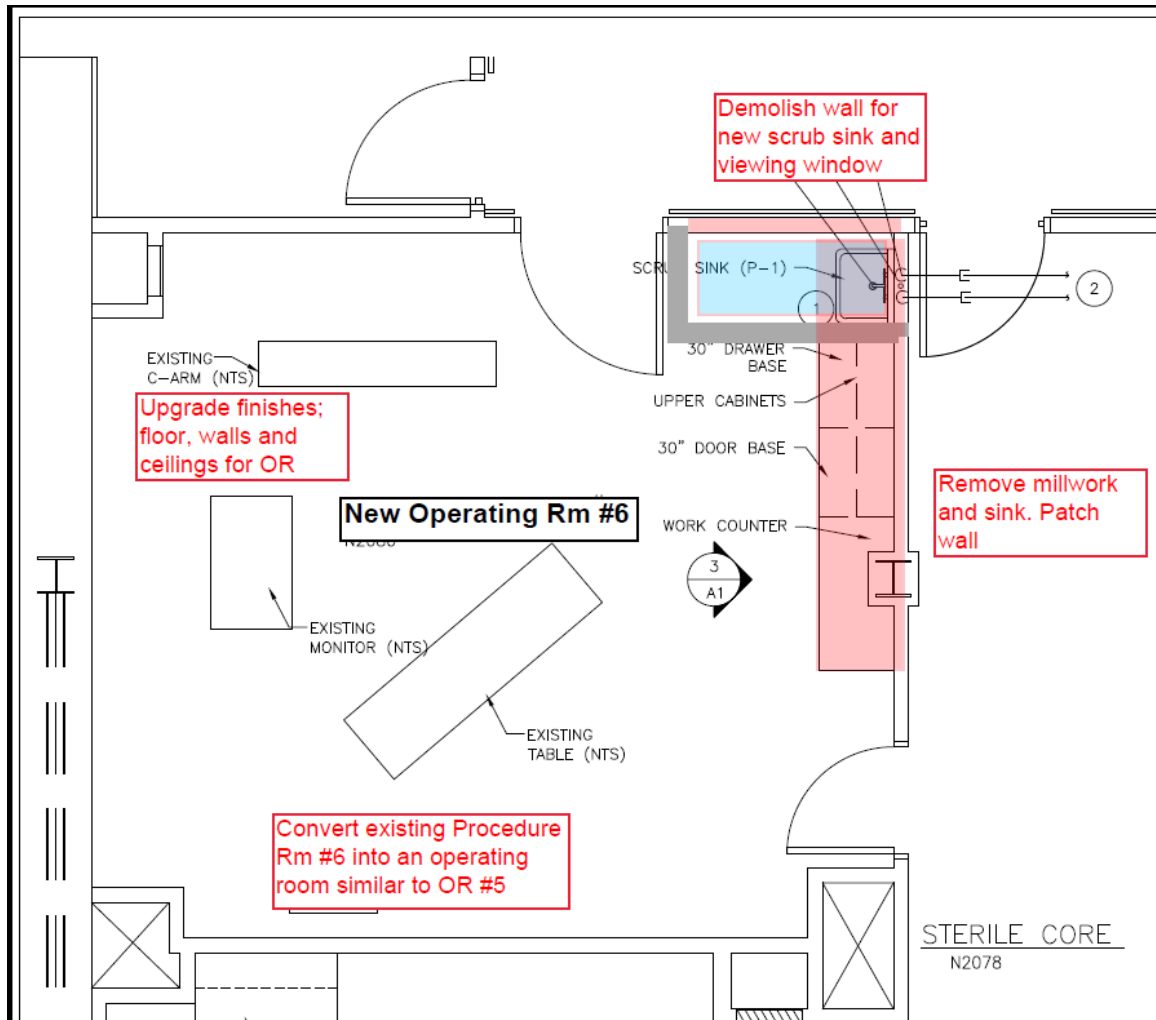 Demolish wall for
new scrub sink and
viewing window
SINK (P-1)
1
2
30" DRAWER
BASE
EXISTING
C-ARM (NTS)
UPPER CABINETS
Upgrade finishes;
floor, walls and
ceilings for OR
30" DOOR BASE
Remove millwork
and sink. Patch
wall
New Operating Rm #6
WORK COUNTER
3
A1
EXISTING
MONITOR (NTS)
EXISTING
TABLE (NTS)
Convert existing Procedure
Rm #6 into an operating
room similar to OR #5
STERILE CORE
N2078